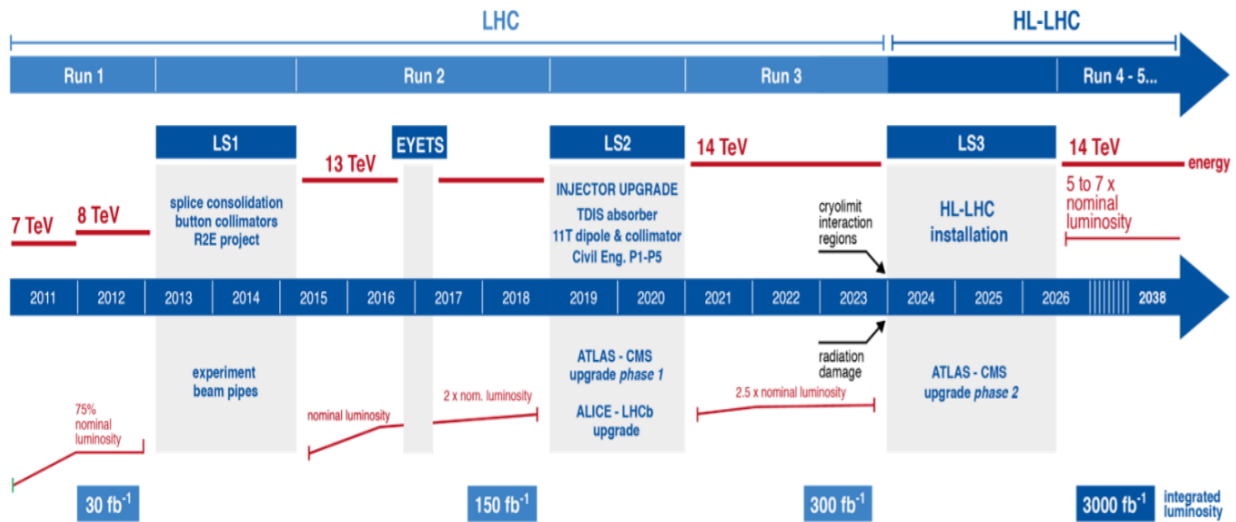 LHC
HL-LHC
Run 1
Run 2
Run 3
Run 4 - 5...
LS1
EYETS
LS2
LS3
13 TeV
14 TeV
14 TeV
energy
7 TeV
8 TeV
splice consolidation
button collimators
R2E project
INJECTOR UPGRADE
TDIS absorber
11T dipole & collimator
Civil Eng. P1-P5
cryolimit
interaction
regions
HL-LHC
installation
5 to 7 x
nominal
luminosity
2011
2012
2013
2014
2015
2016
2017
2018
2019
2020
2021
2022
2023
2024
2025
2026
2038
75%
nominal
luminosity
experiment
beam pipes
nominal luminosity
2 x nom. luminosity
ATLAS - CMS
upgrade phase 1
ALICE - LHCb
upgrade
radiation
damage
2.5 x nominal luminosity
ATLAS - CMS
upgrade phase 2
30 fb⁻¹
150 fb⁻¹
300 fb⁻¹
3000 fb⁻¹
integrated
luminosity